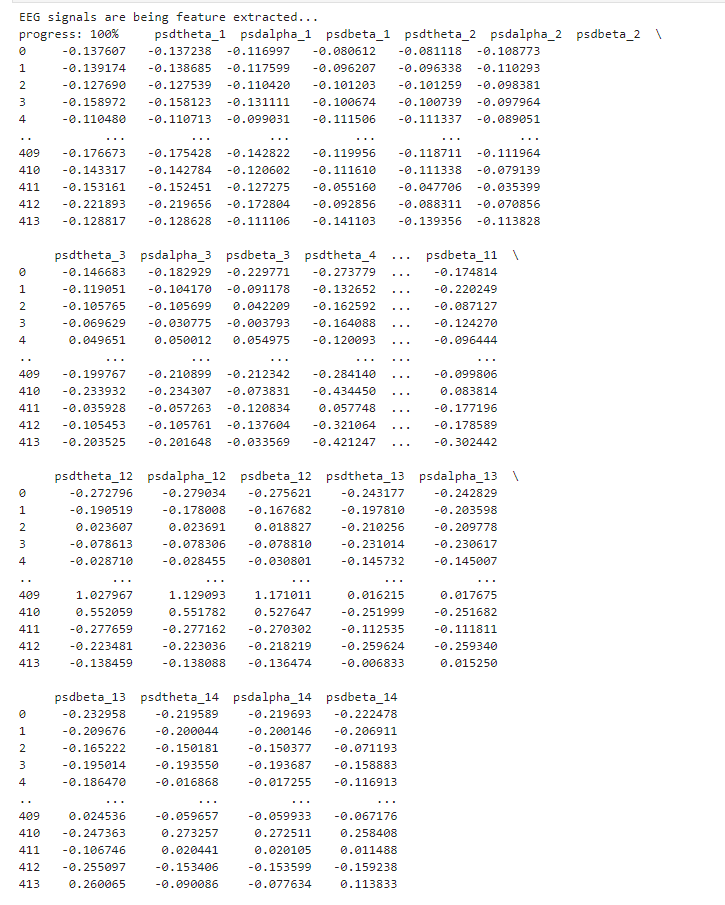 EEG signals are being feature extracted...
progress: 100%     psdtheta_1  psdalpha_1  psdbeta_1  psdtheta_2  psdalpha_2  psdbeta_2  \
0     -0.137607   -0.137238  -0.116997   -0.080612   -0.081118  -0.108773
1     -0.139174   -0.138685  -0.117599   -0.096207   -0.096338  -0.110293
2     -0.127690   -0.127539  -0.110420   -0.101203   -0.101259  -0.098381
3     -0.158972   -0.158123  -0.131111   -0.100674   -0.100739  -0.097964
4     -0.110480   -0.110713  -0.099031   -0.111506   -0.111337  -0.089051
..          ...         ...        ...         ...         ...        ...
409   -0.176673   -0.175428  -0.142822   -0.119956   -0.118711  -0.111964
410   -0.143317   -0.142784  -0.120602   -0.111610   -0.111338  -0.079139
411   -0.153161   -0.152451  -0.127275   -0.055160   -0.047706  -0.035399
412   -0.221893   -0.219656  -0.172804   -0.092856   -0.088311  -0.070856
413   -0.128817   -0.128628  -0.111106   -0.141103   -0.139356  -0.113828
psdtheta_3  psdalpha_3  psdbeta_3  psdtheta_4  ...  psdbeta_11  \
0     -0.146683   -0.182929  -0.229771   -0.273779  ...   -0.174814
1     -0.119051   -0.104170  -0.091178   -0.132652  ...   -0.220249
2     -0.105765   -0.105699   0.042209   -0.162592  ...   -0.087127
3     -0.069629   -0.030775  -0.003793   -0.164088  ...   -0.124270
4      0.049651    0.050012   0.054975   -0.120093  ...   -0.096444
..          ...         ...        ...         ...  ...         ...
409   -0.199767   -0.210899  -0.212342   -0.284140  ...   -0.099806
410   -0.233932   -0.234307  -0.073831   -0.434450  ...    0.083814
411   -0.035928   -0.057263  -0.120834    0.057748  ...   -0.177196
412   -0.105453   -0.105761  -0.137604   -0.321064  ...   -0.178589
413   -0.203525   -0.201648  -0.033569   -0.421247  ...   -0.302442
psdtheta_12  psdalpha_12  psdbeta_12  psdtheta_13  psdalpha_13  \
0      -0.272796    -0.279034   -0.275621    -0.243177    -0.242829
1      -0.190519    -0.178008   -0.167682    -0.197810    -0.203598
2       0.023607     0.023691    0.018827    -0.210256    -0.209778
3      -0.078613    -0.078306   -0.078810    -0.231014    -0.230617
4      -0.028710    -0.028455   -0.030801    -0.145732    -0.145007
..           ...          ...         ...          ...          ...
409     1.027967     1.129093    1.171011     0.016215     0.017675
410     0.552059     0.551782    0.527647    -0.251999    -0.251682
411    -0.277659    -0.277162   -0.270302    -0.112535    -0.111811
412    -0.223481    -0.223036   -0.218219    -0.259624    -0.259340
413    -0.138459    -0.138088   -0.136474    -0.006833     0.015250
psdbeta_13  psdtheta_14  psdalpha_14  psdbeta_14
0     -0.232958    -0.219589    -0.219693   -0.222478
1     -0.209676    -0.200044    -0.200146   -0.206911
2     -0.165222    -0.150181    -0.150377   -0.071193
3     -0.195014    -0.193550    -0.193687   -0.158883
4     -0.186470    -0.016868    -0.017255   -0.116913
..          ...          ...          ...         ...
409    0.024536    -0.059657    -0.059933   -0.067176
410   -0.247363     0.273257     0.272511    0.258408
411   -0.106746     0.020441     0.020105    0.011488
412   -0.255097    -0.153406    -0.153599   -0.159238
413    0.260065    -0.090086    -0.077634    0.113833